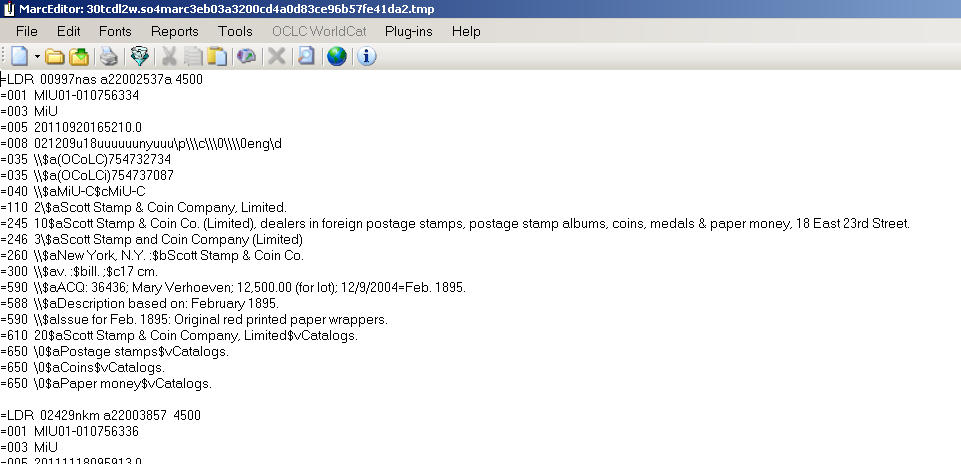 MarcEditor: 30tcdl2w.so4marc3eb03a3200cd4a0d83ce96b57fe41da2.tmp
File Edit Fonts Reports Tools OCLC WorldCat Plug-ins Help
=LDR  00997nas a22002537a 4500
=001  MIU01-010756334
=003  MiU
=005  20110920165210.0
=008  021209u18uuuuuunyuuu\p\\\c\\\0\\\\0eng\d
=035  \\$a(OCoLC)754732734
=035  \\$a(OCoLCi)754737087
=040  \\$aMiU-C$cMiU-C
=110  2\$aScott Stamp & Coin Company, Limited.
=245  10$aScott Stamp & Coin Co. (Limited), dealers in foreign postage stamps, postage stamp albums, coins, medals & paper money, 18 East 23rd Street.
=246  3\$aScott Stamp and Coin Company (Limited)
=260  \\$aNew York, N.Y. :$bScott Stamp & Coin Co.
=300  \\$av. :$bill. ;$c17 cm.
=590  \\$aACQ: 36436; Mary Verhoeven; 12,500.00 (for lot); 12/9/2004=Feb. 1895.
=588  \\$aDescription based on: February 1895.
=590  \\$aIssue for Feb. 1895: Original red printed paper wrappers.
=610  20$aScott Stamp & Coin Company, Limited$vCatalogs.
=650  \0$aPostage stamps$vCatalogs.
=650  \0$aCoins$vCatalogs.
=650  \0$aPaper money$vCatalogs.
=LDR  02429nkm a22003857  4500
=001  MIU01-010756336
=003  MiU
=005  20111118095913.0